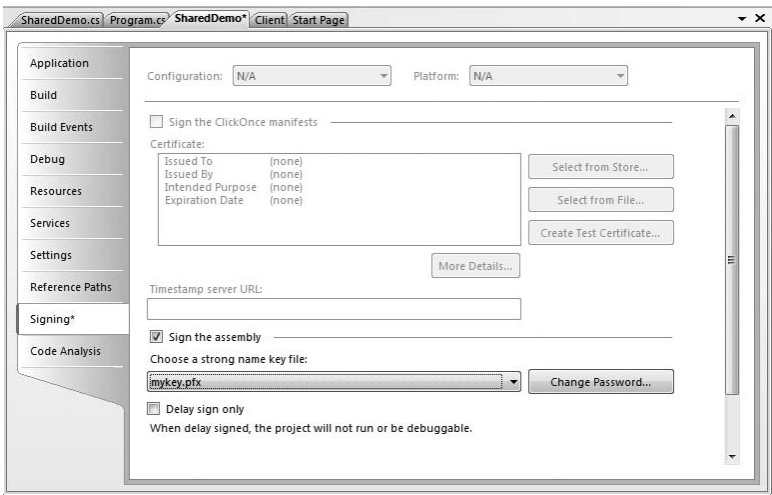 SharedDemo.cs Program.cs SharedDemo* Client Start Page
Application
Build
Build Events
Debug
Resources
Services
Settings
Reference Paths
Signing*
Code Analysis
Configuration: N/A Platform: N/A
Sign the ClickOnce manifests
Certificate:
Issued To (none)
Issued By (none)
Intended Purpose (none)
Expiration Date (none)
Select from Store...
Select from File...
Create Test Certificate...
More Details...
Timestamp server URL:
Sign the assembly
Choose a strong name key file:
mykey.pfx Change Password...
Delay sign only
When delay signed, the project will not run or be debuggable.